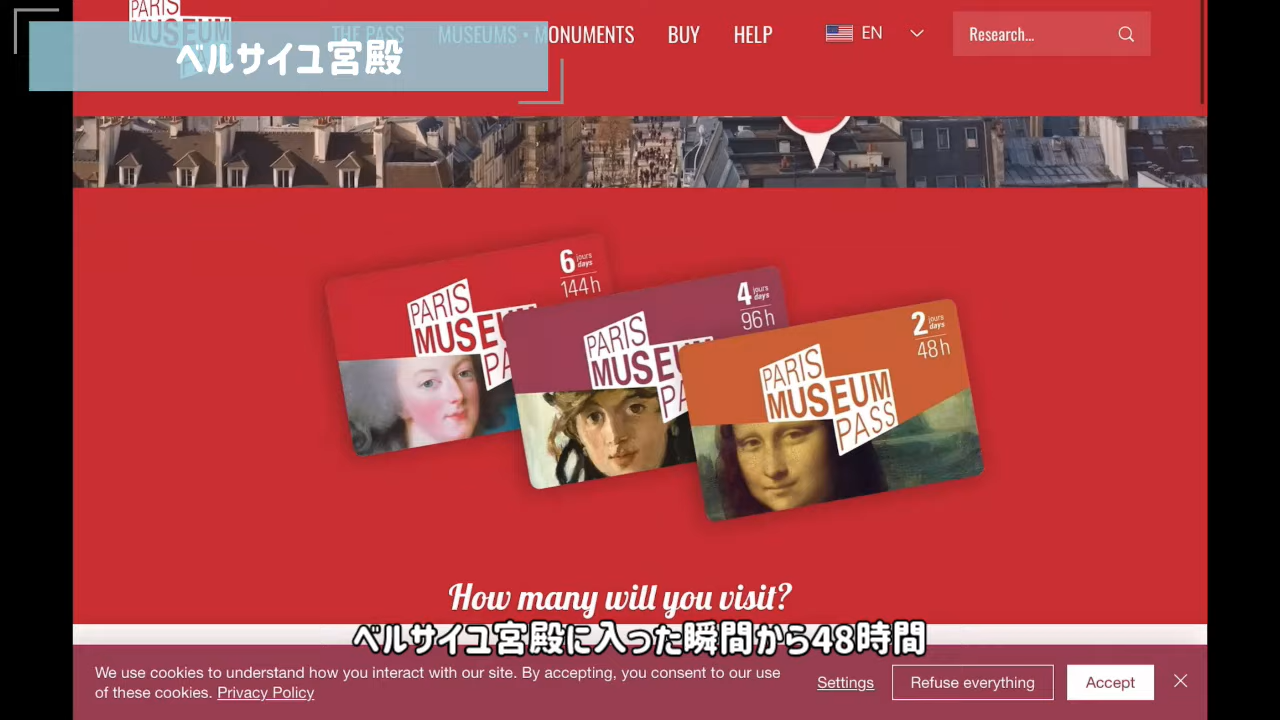 PARIS
MUSEUM
THE PASS
MUSEUMS • MONUMENTS
BUY
HELP
EN
Research...
ベルサイユ宮殿
6 jours days
144h
PARIS
MUSEUM
PA
4 jours days
96h
PARIS
MUSEUM
PA
2 jours days
48h
PARIS
MUSEUM
PASS
How many will you visit?
ベルサイユ宮殿に入った瞬間から48時間
We use cookies to understand how you interact with our site. By accepting, you consent to our use
of these cookies. Privacy Policy
Settings
Refuse everything
Accept